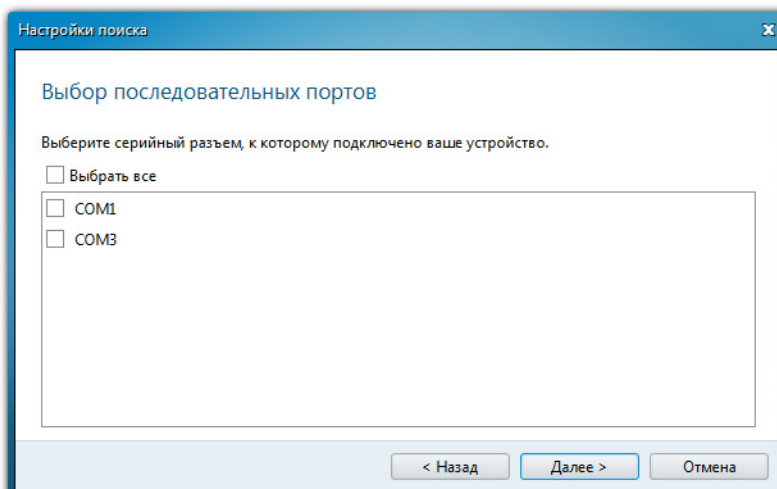 Настройки поиска
Выбор последовательных портов
Выберите серийный разъем, к которому подключено ваше устройство.
Выбрать все
COM1
COM3
< Назад
Далее >
Отмена